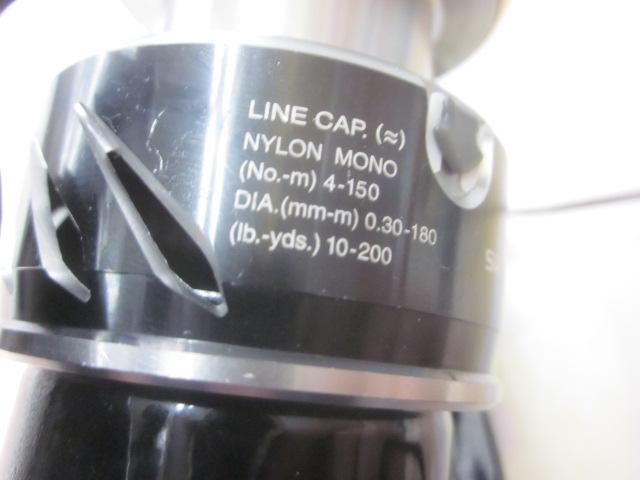 LINE CAP. (≈)
NYLON MONO
(No.-m) 4-150
DIA.(mm-m) 0.30-180
(lb.-yds.) 10-200